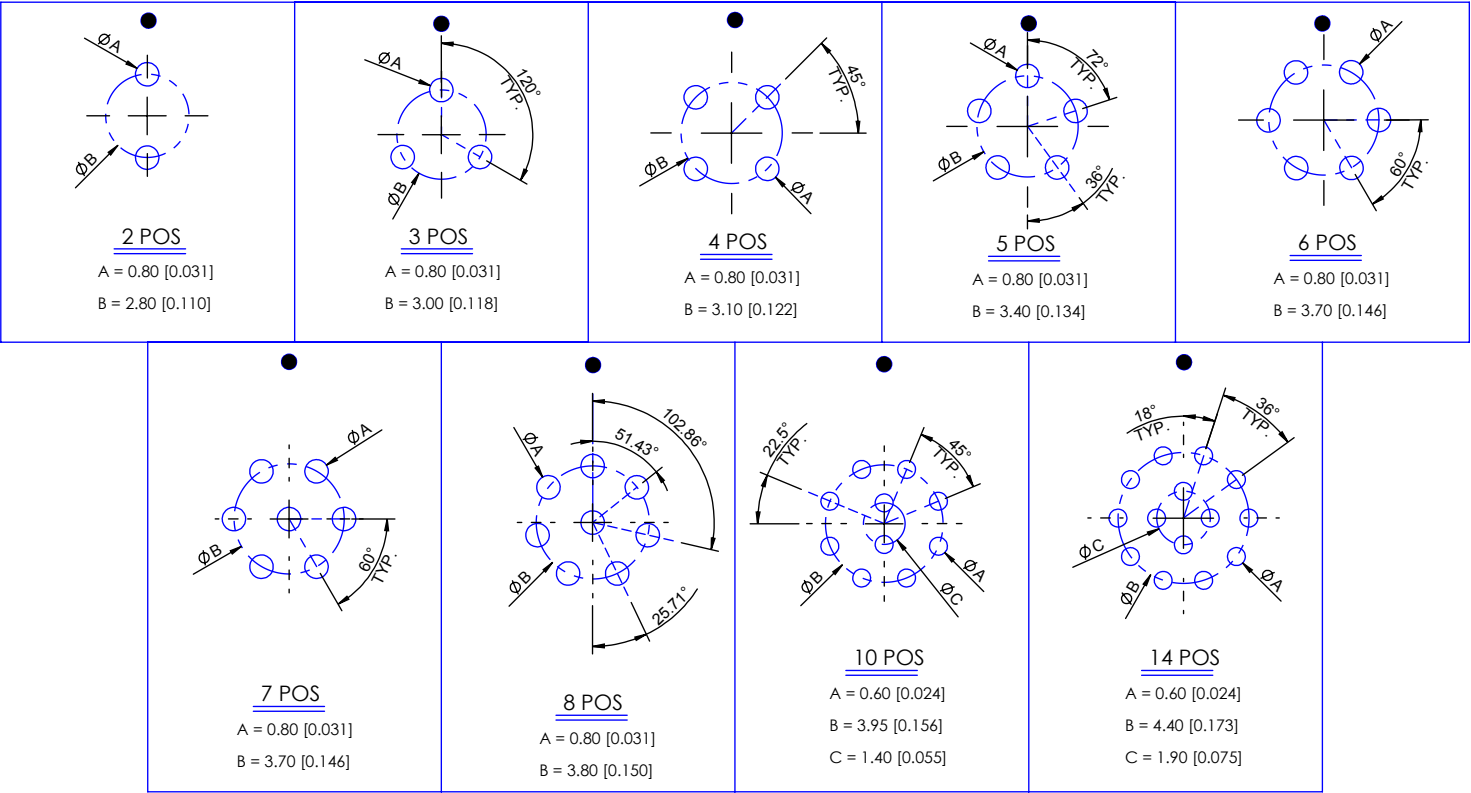 ØA
ØB
2 POS
A = 0.80 [0.031]
B = 2.80 [0.110]
ØA
120°
TYP.
ØB
3 POS
A = 0.80 [0.031]
B = 3.00 [0.118]
45°
TYP.
ØB
ØA
4 POS
A = 0.80 [0.031]
B = 3.10 [0.122]
ØA
72°
TYP.
ØB
36°
TYP.
5 POS
A = 0.80 [0.031]
B = 3.40 [0.134]
ØA
60°
TYP.
6 POS
A = 0.80 [0.031]
B = 3.70 [0.146]
ØA
ØB
60°
TYP.
7 POS
A = 0.80 [0.031]
B = 3.70 [0.146]
102.86°
51.43°
ØA
ØB
25.71°
8 POS
A = 0.80 [0.031]
B = 3.80 [0.150]
22.5°
TYP.
45°
TYP.
ØB
ØA
ØC
10 POS
A = 0.60 [0.024]
B = 3.95 [0.156]
C = 1.40 [0.055]
18°
TYP.
36°
TYP.
ØC
ØB
ØA
14 POS
A = 0.60 [0.024]
B = 4.40 [0.173]
C = 1.90 [0.075]